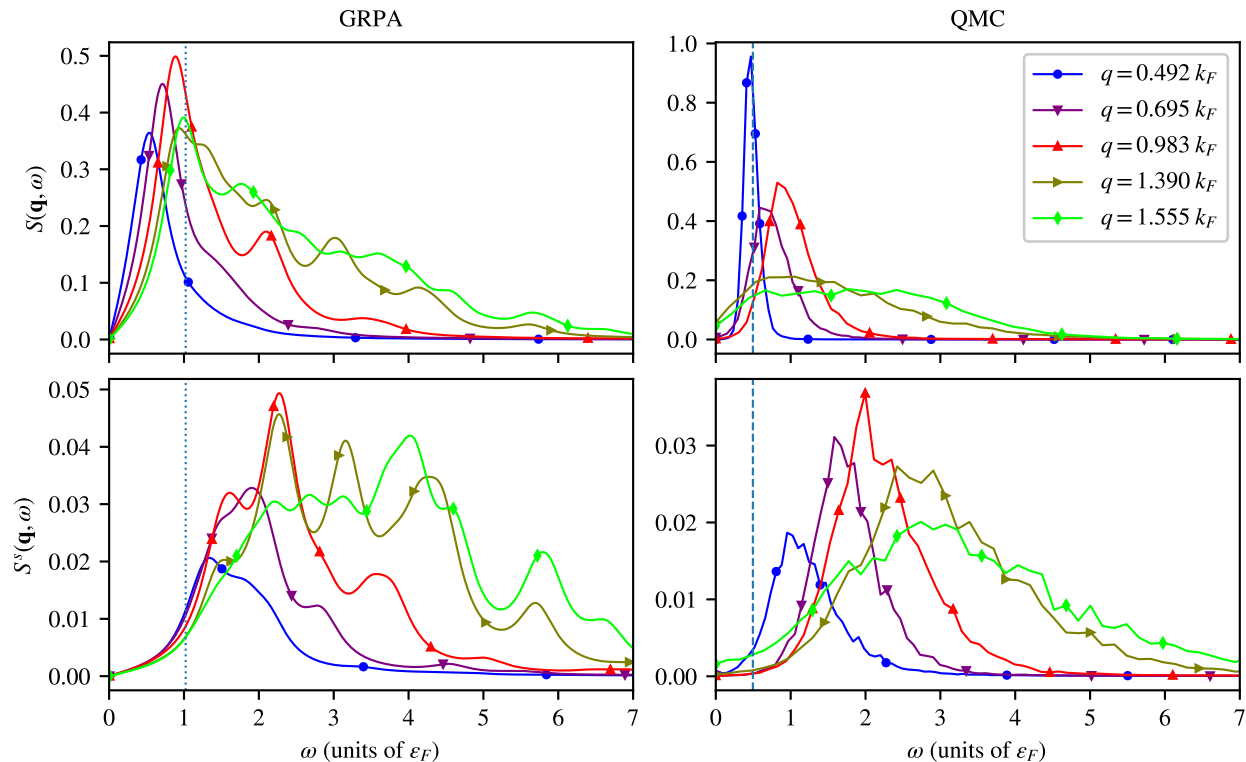 GRPA
QMC
S(q, ω)
0.5
0.4
0.3
0.2
0.1
0.0
1.0
0.8
0.6
0.4
0.2
0.0
q = 0.492 k_F
q = 0.695 k_F
q = 0.983 k_F
q = 1.390 k_F
q = 1.555 k_F
S^s(q, ω)
0.05
0.04
0.03
0.02
0.01
0.00
0 1 2 3 4 5 6 7
ω (units of ε_F)
0.03
0.02
0.01
0.00
0 1 2 3 4 5 6 7
ω (units of ε_F)